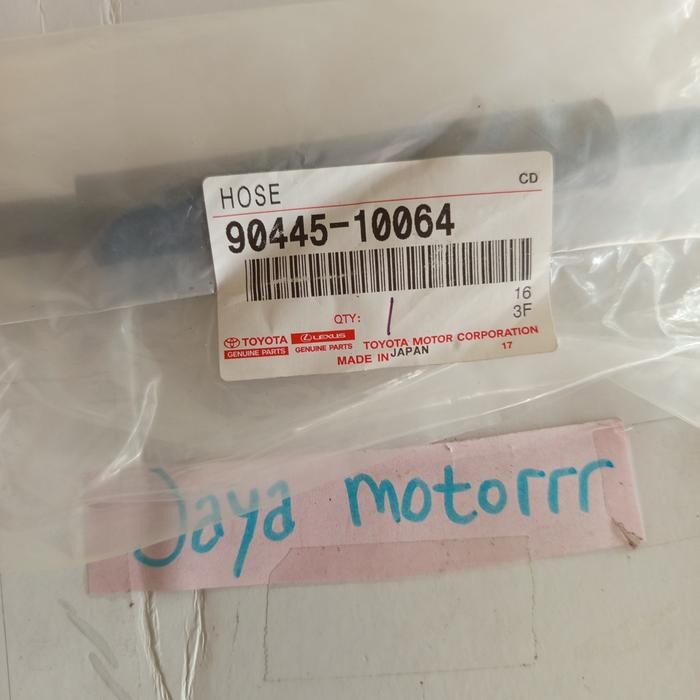 HOSE
CD
90445-10064
16
3F
QTY: 1
TOYOTA LEXUS
GENUINE PARTS GENUINE PARTS
TOYOTA MOTOR CORPORATION
MADE IN JAPAN 17
Jaya motorrr